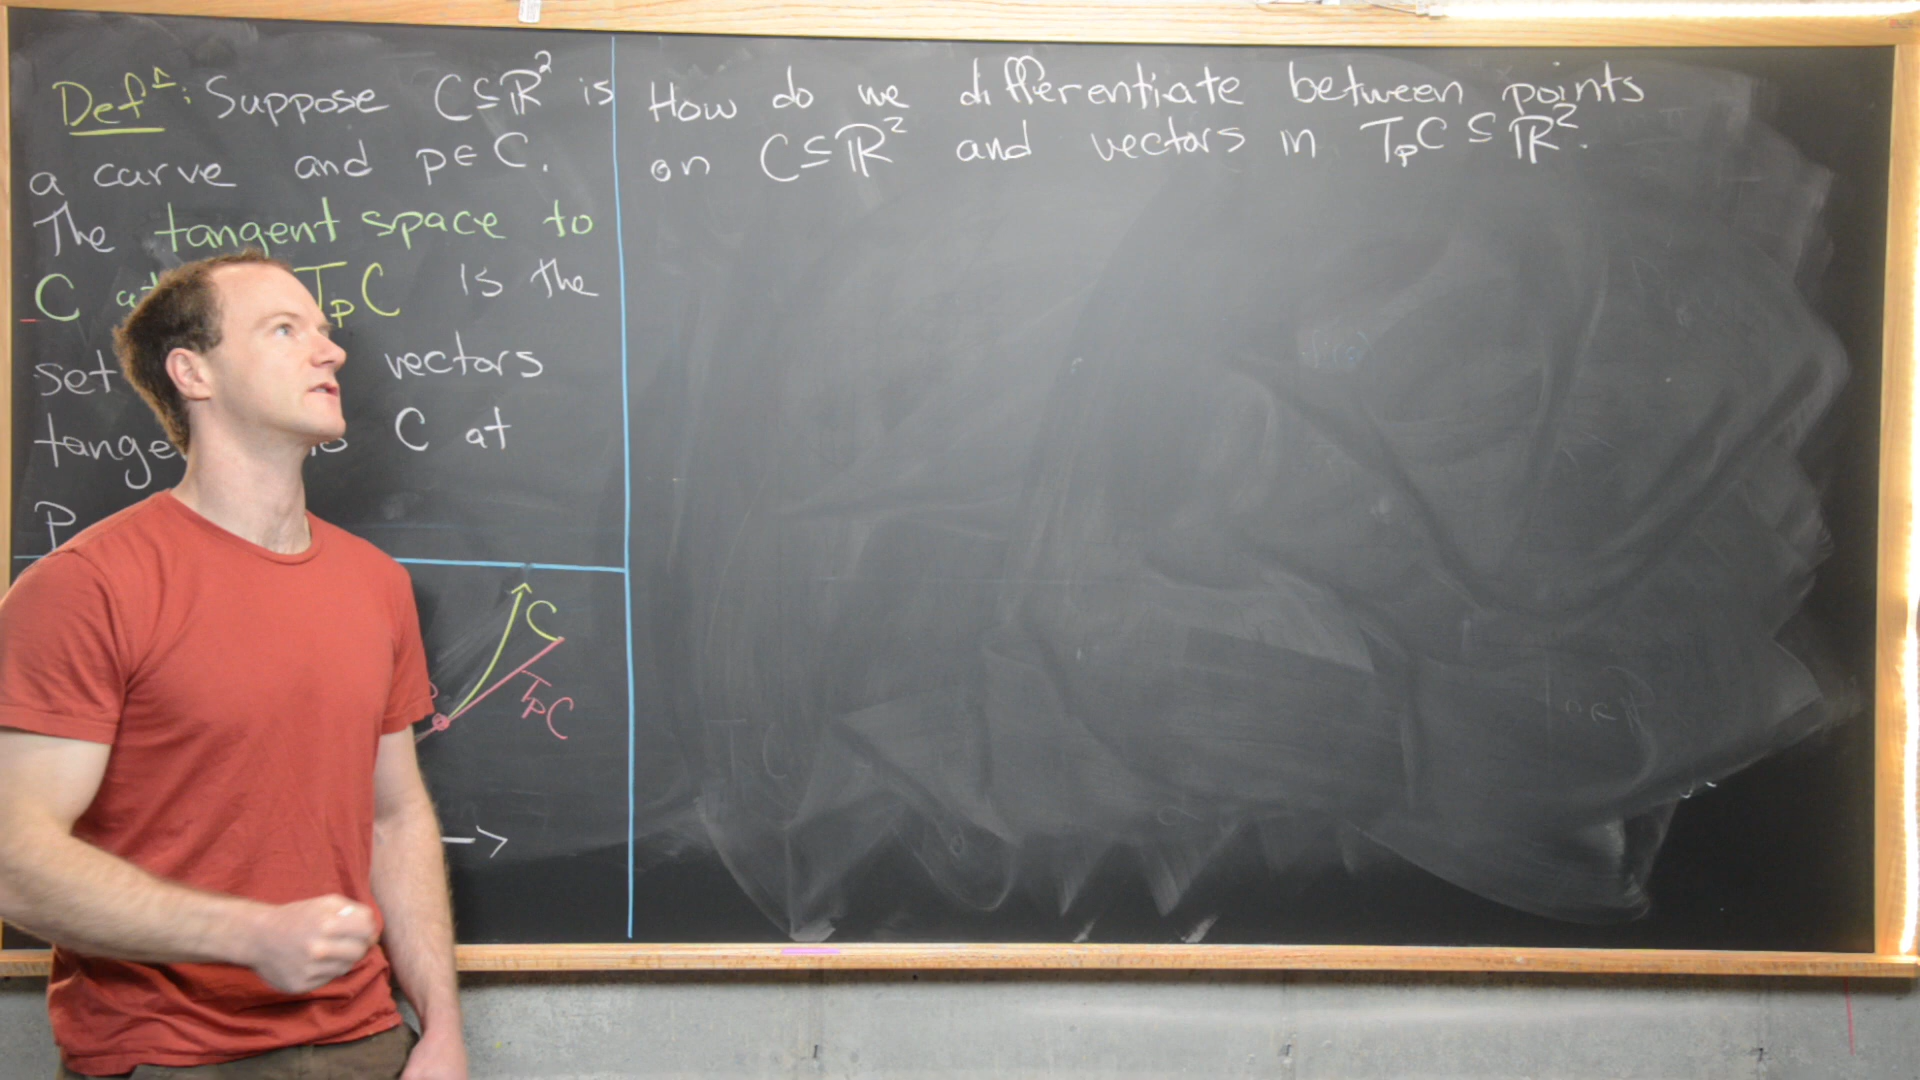 Defⁿ: Suppose C⊆ℝ² is
a curve and p∈C.
The tangent space to
C at TₚC is the
set vectors
C at
P
C
TₚC
How do we differentiate between points
on C⊆ℝ² and vectors in TₚC⊆ℝ².